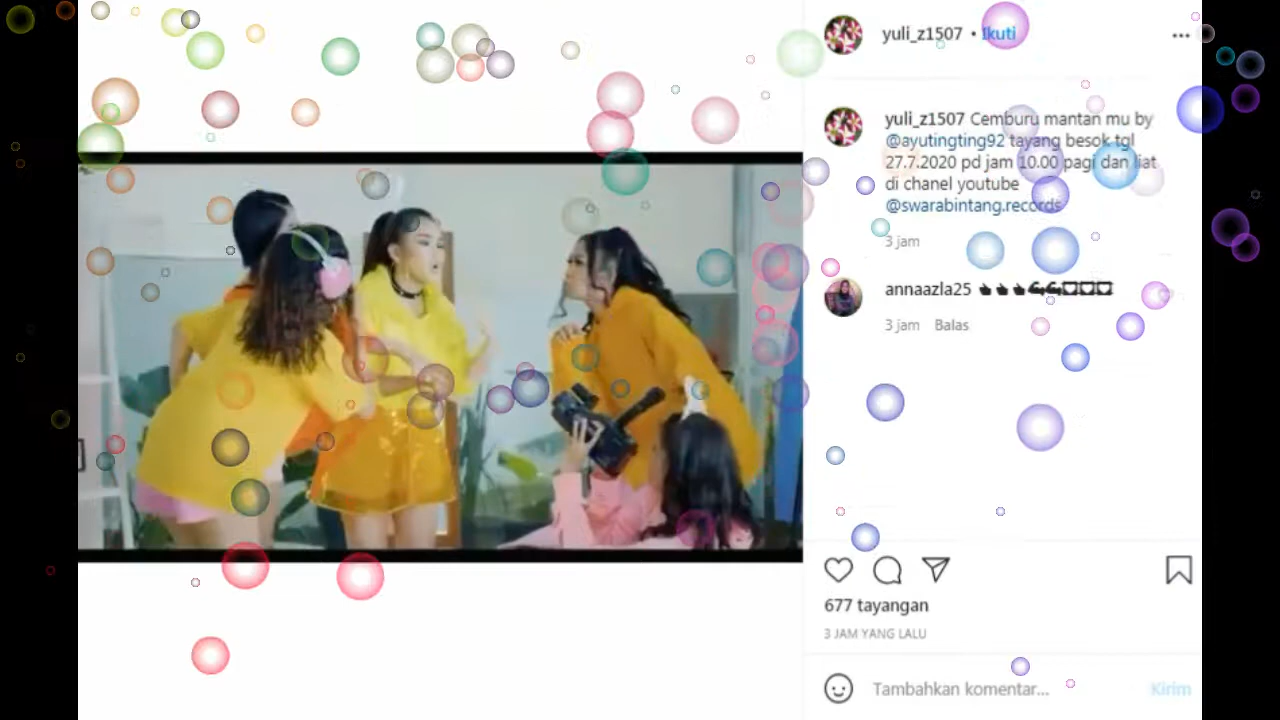 yuli_z1507 • Ikuti
yuli_z1507 Cemburu mantan mu by
@ayutingting92 tayang besok tgl
27.7.2020 pd jam 10.00 pagi dan liat
di chanel youtube
@swarabintang.records
3 jam
annaazla25
3 jam Balas
677 tayangan
3 JAM YANG LALU
Tambahkan komentar... Kirim